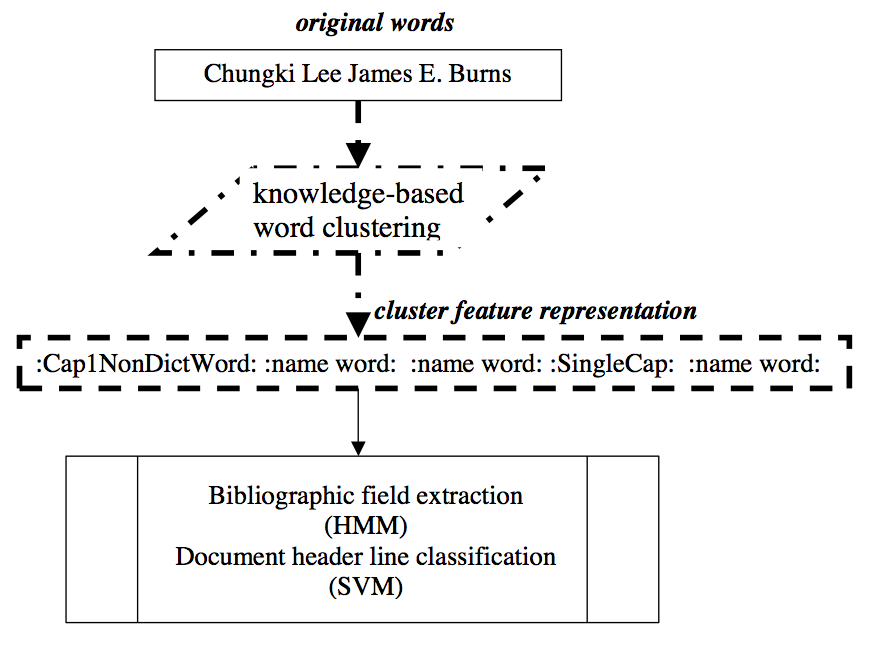 original words
Chungki Lee James E. Burns
knowledge-based
word clustering
cluster feature representation
:Cap1NonDictWord: :name word: :name word: :SingleCap: :name word:
Bibliographic field extraction
(HMM)
Document header line classification
(SVM)